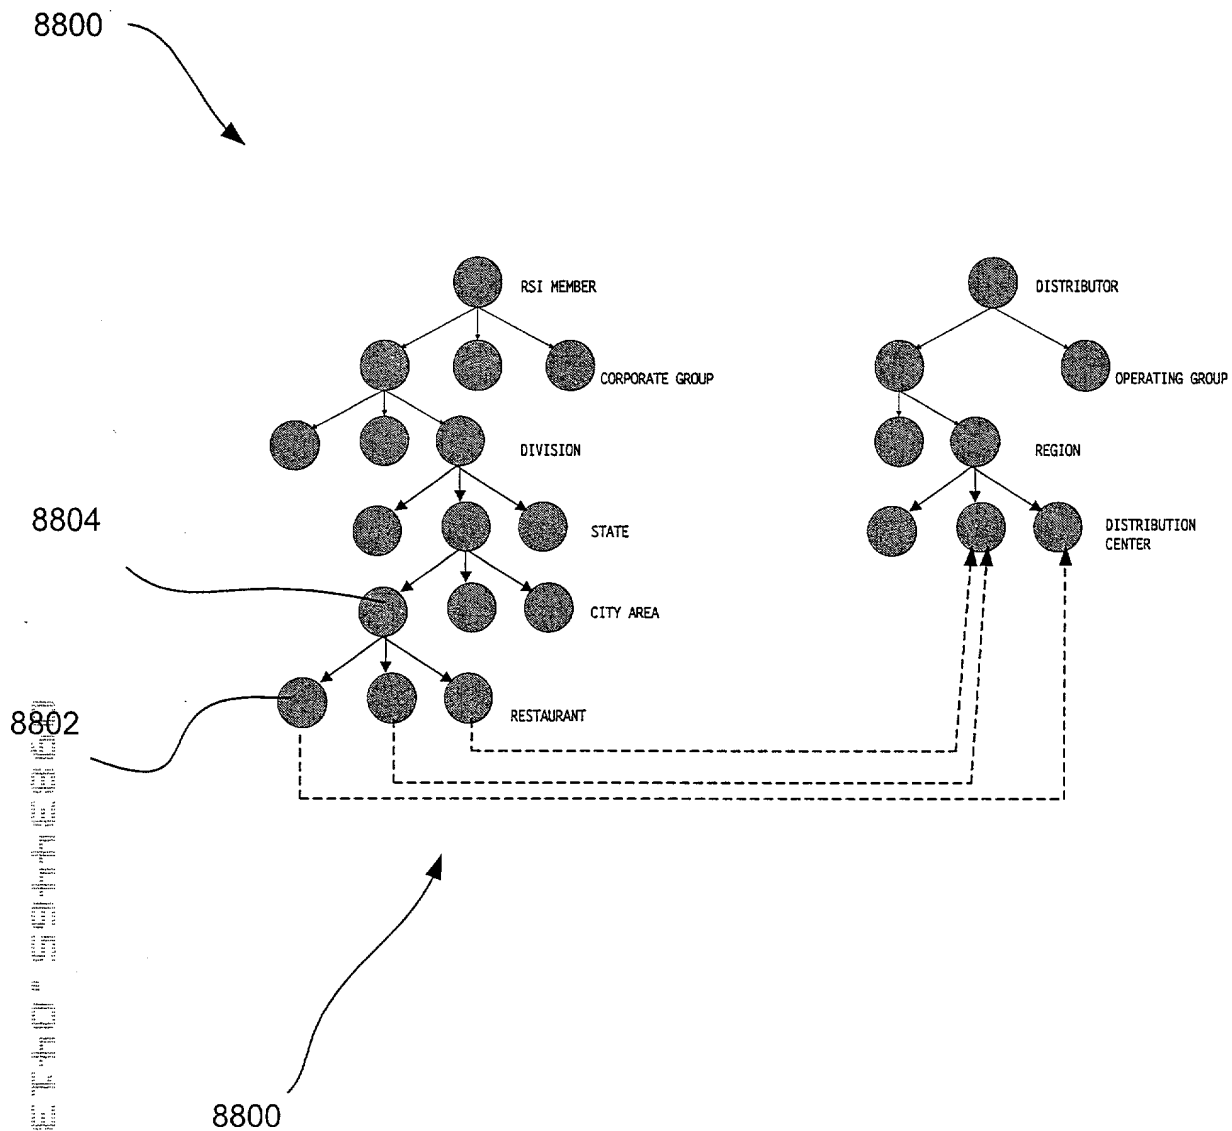 8800
RSI MEMBER
DISTRIBUTOR
CORPORATE GROUP
OPERATING GROUP
DIVISION
REGION
8804
STATE
DISTRIBUTION
CENTER
CITY AREA
8802
RESTAURANT
8800